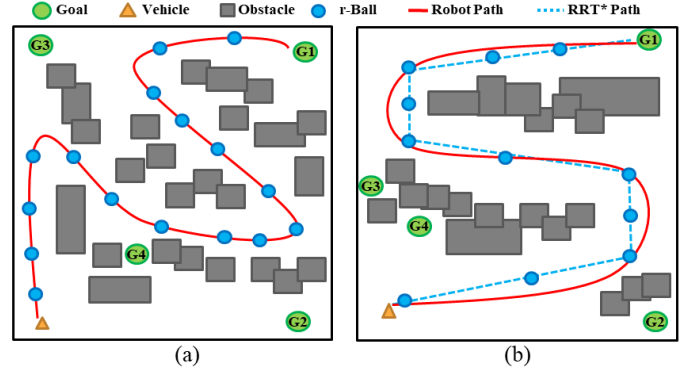 Goal Vehicle Obstacle r-Ball Robot Path RRT* Path
G3
G1
G4
G2
(a)
G1
G3
G4
G2
(b)